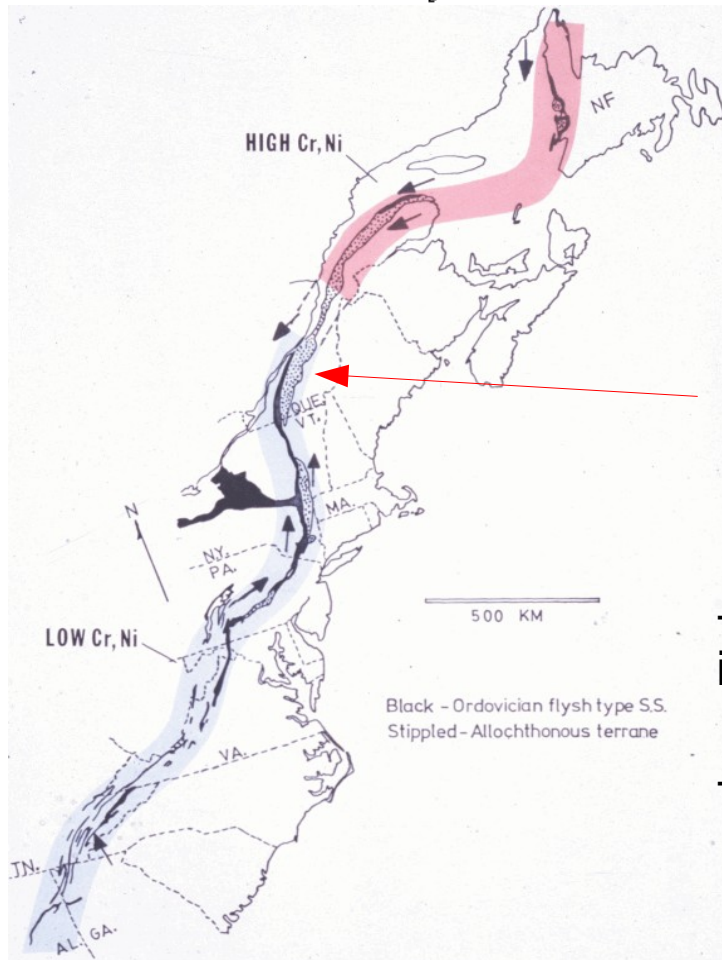 NF
HIGH Cr, Ni
QUE.
VT.
N
MA.
N.Y.
PA.
500 KM
LOW Cr, Ni
Black - Ordovician flysh type S.S.
Stippled - Allochthonous terrane
VA.
TN.
AL.
GA.